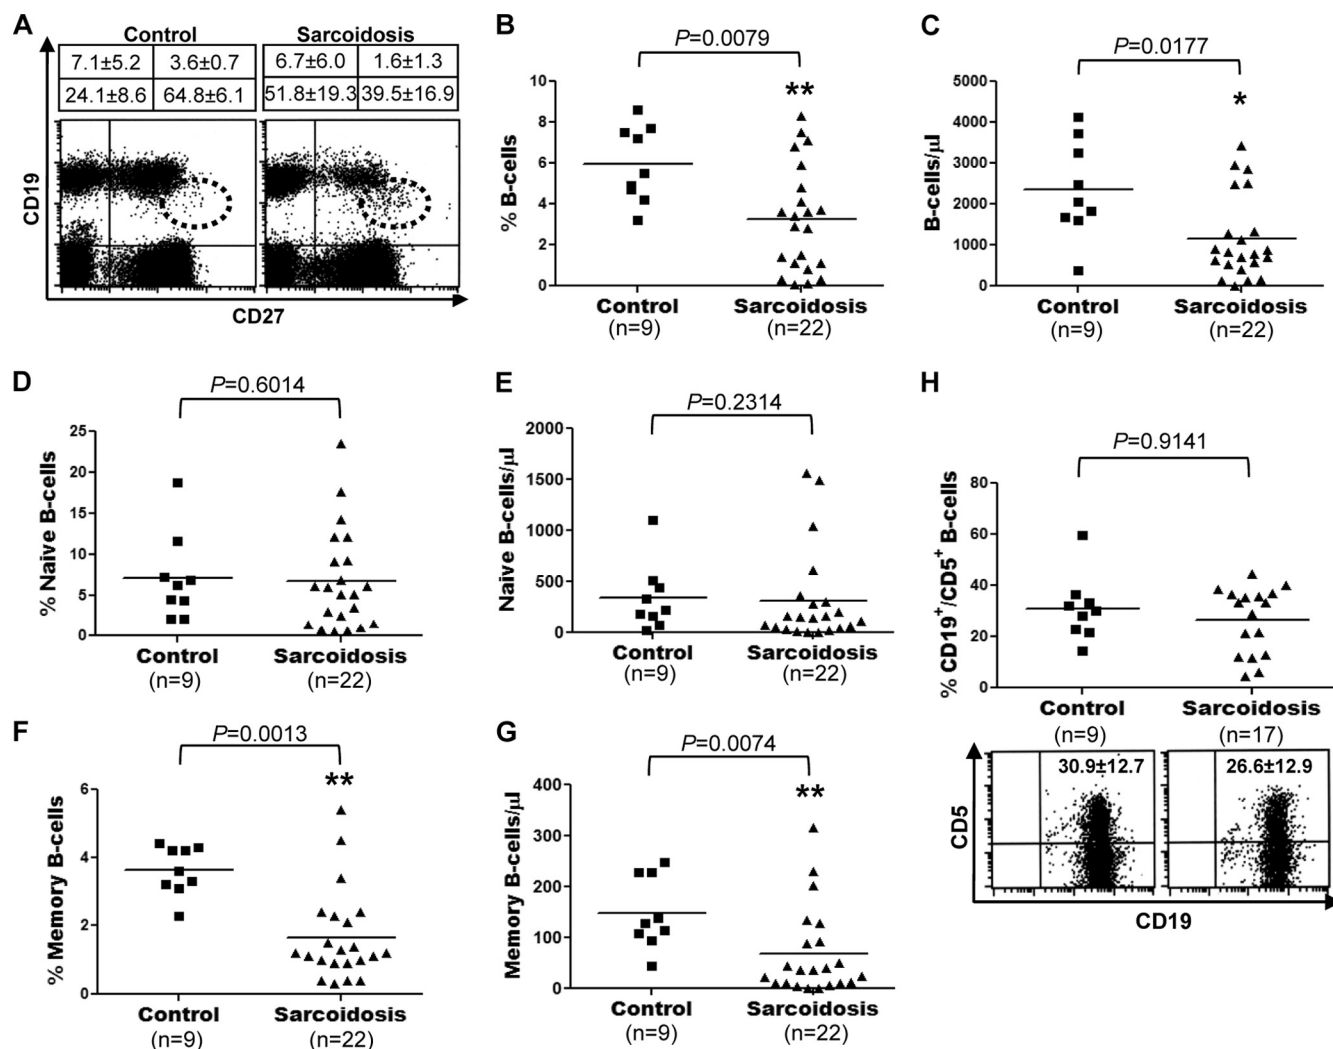 A
Control
Sarcoidosis
7.1±5.2 3.6±0.7
24.1±8.6 64.8±6.1
6.7±6.0 1.6±1.3
51.8±19.3 39.5±16.9
CD19
CD27
B
P=0.0079
**
% B-cells
10
8
6
4
2
0
Control
(n=9)
Sarcoidosis
(n=22)
C
P=0.0177
*
B-cells/µl
5000
4000
3000
2000
1000
0
Control
(n=9)
Sarcoidosis
(n=22)
D
P=0.6014
% Naive B-cells
25
20
15
10
5
0
Control
(n=9)
Sarcoidosis
(n=22)
E
P=0.2314
Naive B-cells/µl
2000
1500
1000
500
0
Control
(n=9)
Sarcoidosis
(n=22)
H
P=0.9141
% CD19⁺/CD5⁺ B-cells
80
60
40
20
0
Control
(n=9)
Sarcoidosis
(n=17)
30.9±12.7
26.6±12.9
CD5
CD19
F
P=0.0013
**
% Memory B-cells
6
4
2
0
Control
(n=9)
Sarcoidosis
(n=22)
G
P=0.0074
**
Memory B-cells/µl
400
300
200
100
0
Control
(n=9)
Sarcoidosis
(n=22)